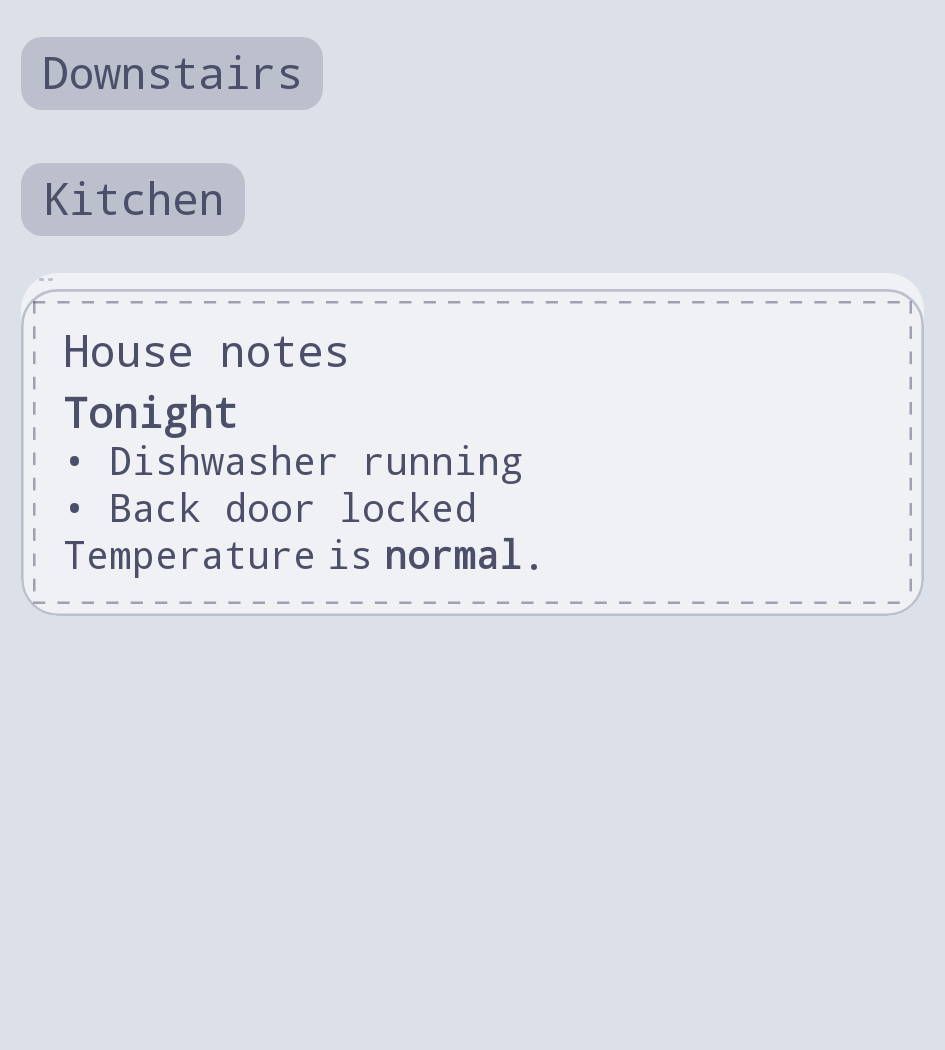 Downstairs
Kitchen
House notes
Tonight
• Dishwasher running
• Back door locked
Temperature is normal.